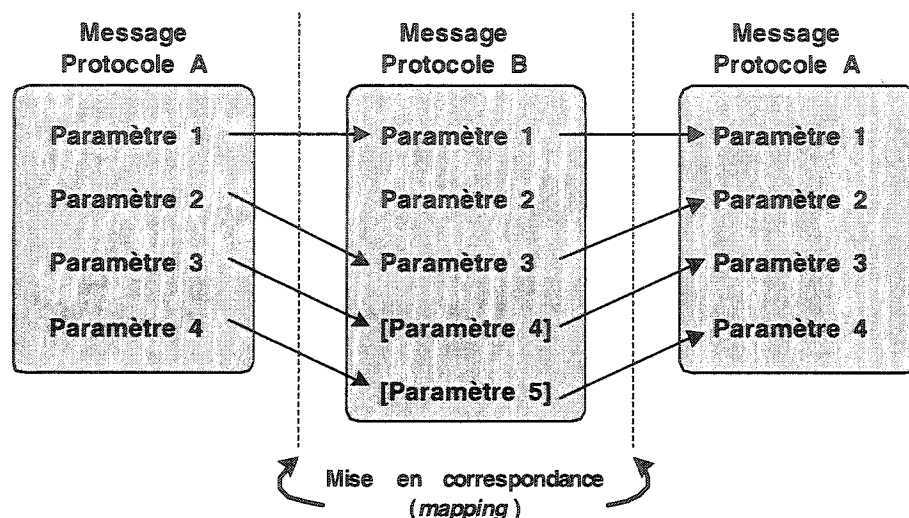 Message
Protocole A
Paramètre 1
Paramètre 2
Paramètre 3
Paramètre 4
Message
Protocole B
Paramètre 1
Paramètre 2
Paramètre 3
[Paramètre 4]
[Paramètre 5]
Message
Protocole A
Paramètre 1
Paramètre 2
Paramètre 3
Paramètre 4
Mise en correspondance
(mapping)